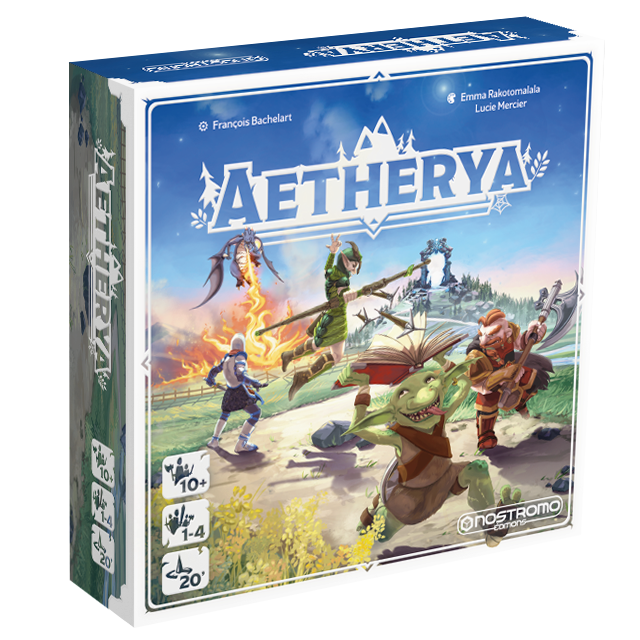 AETHERYA
François Bachelart
Emma Rakotomalala
Lucie Mercier
AETHERYA
AETHERYA
10+
1-4
20'
10+
1-4
20'
NOSTROMO
éDITIONS